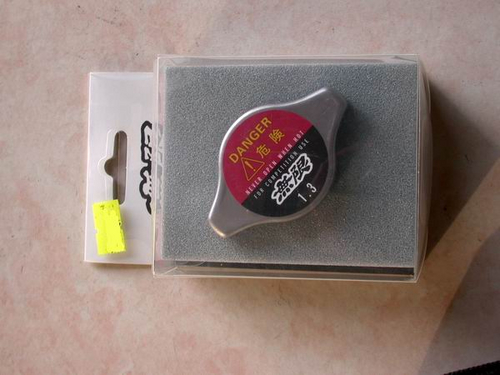 DANGER
危険
NEVER OPEN WHEN HOT
FOR COMPETITION USE
無限
1.3